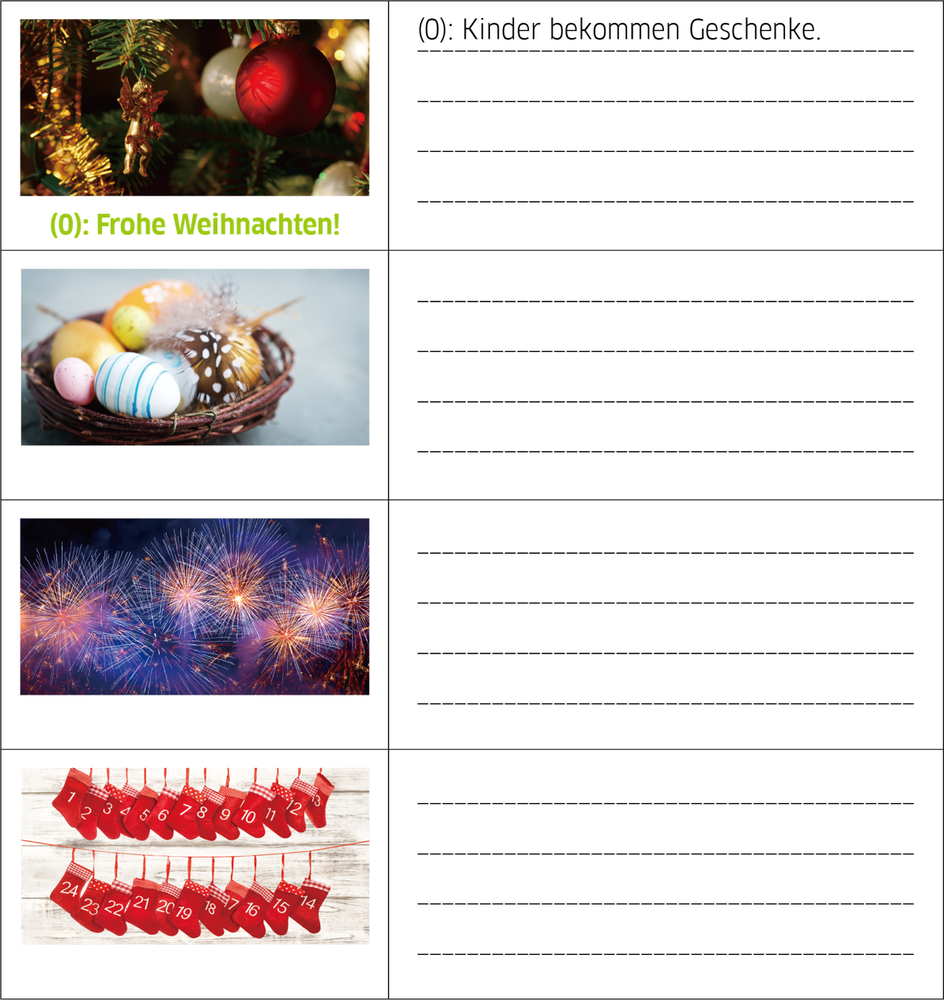 (0): Kinder bekommen Geschenke.
(0): Frohe Weihnachten!
1 2 3 4 5 6 7 8 9 10 11 12 13
24 23 22 21 20 19 18 17 16 15 14